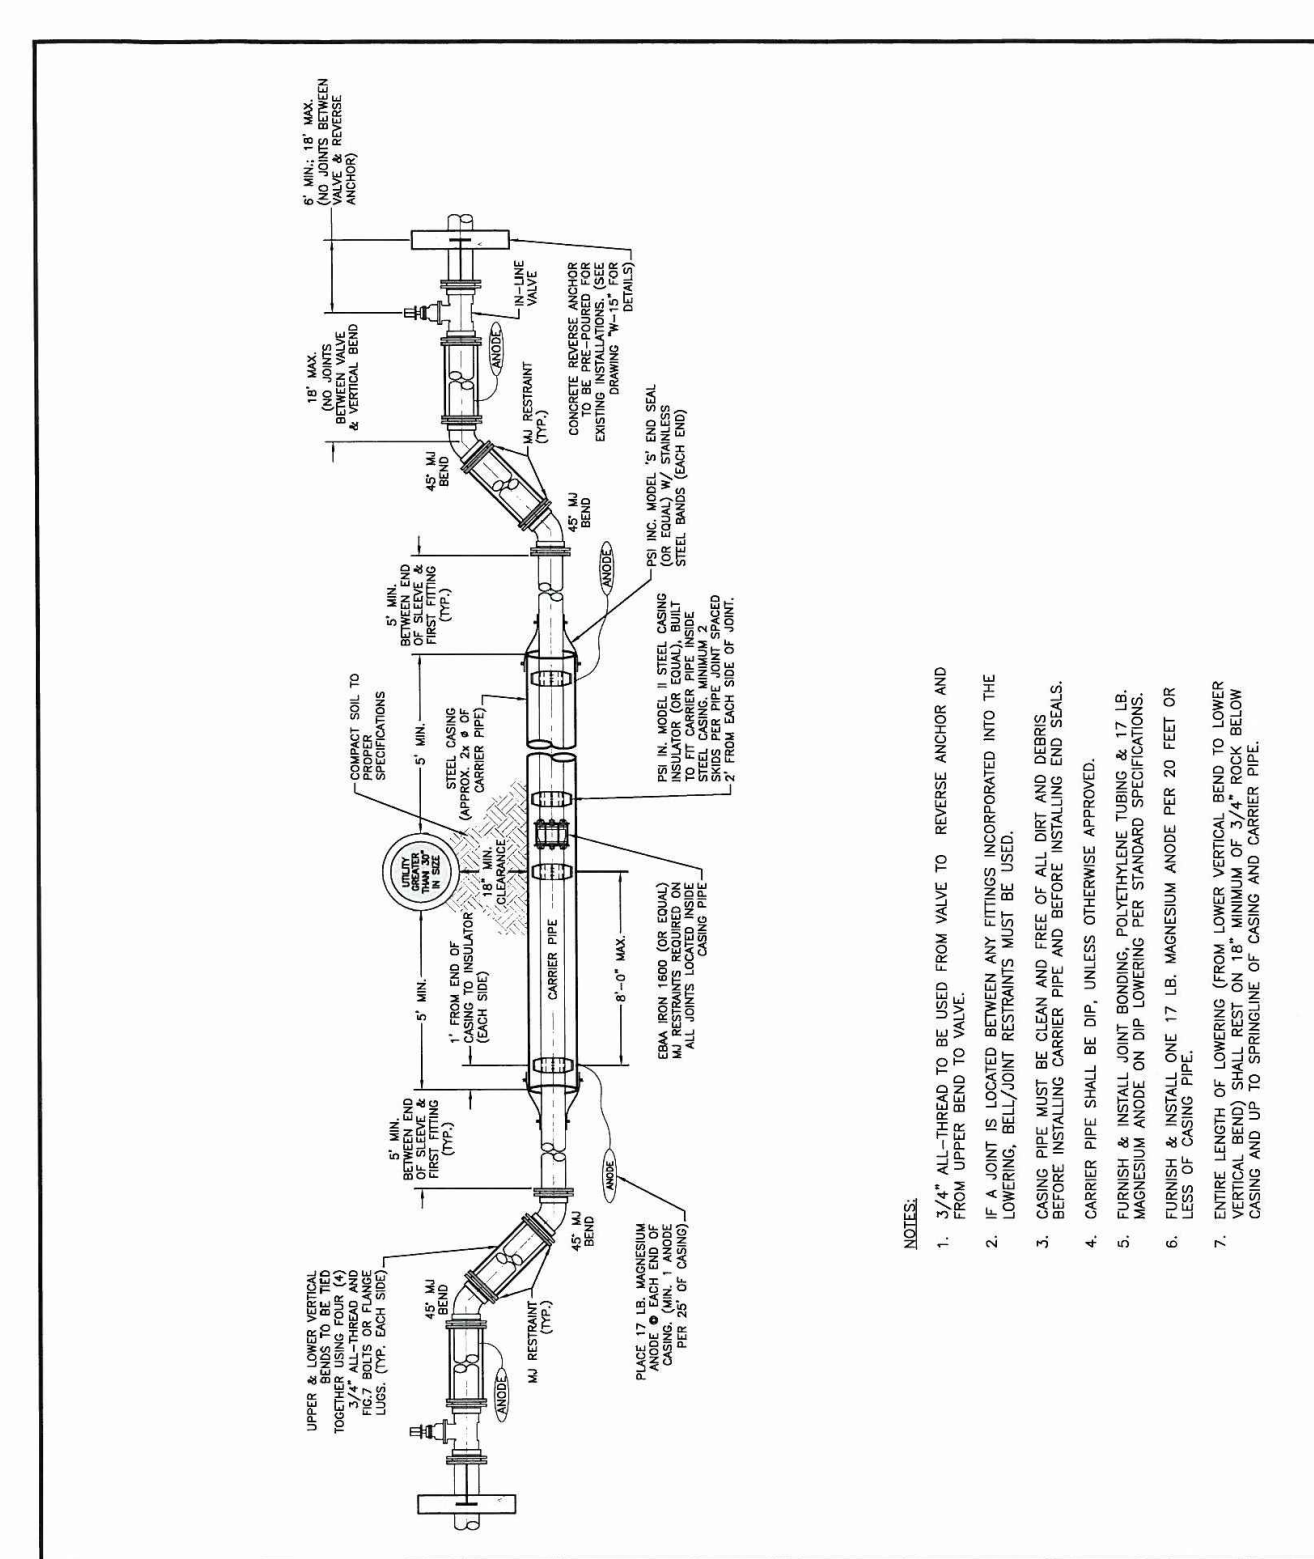 UPPER & LOWER VERTICAL
BENDS TO BE TIED
TOGETHER USING FOUR (4)
3/4" ALL-THREAD AND
FIG.7 BOLTS OR FLANGE
LUGS. (TYP. EACH SIDE)
45° MJ
BEND
ANODE
MJ RESTRAINT
(TYP.)
45° MJ
BEND
PLACE 17 LB. MAGNESIUM
ANODE @ EACH END OF
CASING. (MIN. 1 ANODE
PER 25' OF CASING)
ANODE
5' MIN.
BETWEEN END
OF SLEEVE &
FIRST FITTING
(TYP.)
5' MIN.
1' FROM END OF
CASING TO INSULATOR
(EACH SIDE)
CARRIER PIPE
8'-0" MAX.
EBAA IRON 1600 (OR EQUAL)
MJ RESTRAINTS REQUIRED ON
ALL JOINTS LOCATED INSIDE
CASING PIPE
UTILITY
GREATER
THAN 30"
IN SIZE
18" MIN.
CLEARANCE
COMPACT SOIL TO
PROPER
SPECIFICATIONS
5' MIN.
STEEL CASING
(APPROX. 2x ø OF
CARRIER PIPE)
PSI IN. MODEL II STEEL CASING
INSULATOR (OR EQUAL), BUILT
TO FIT CARRIER PIPE INSIDE
STEEL CASING. MINIMUM 2
SKIDS PER PIPE JOINT SPACED
2' FROM EACH SIDE OF JOINT.
5' MIN.
BETWEEN END
OF SLEEVE &
FIRST FITTING
(TYP.)
ANODE
PSI INC. MODEL 'S' END SEAL
(OR EQUAL) W/ STAINLESS
STEEL BANDS (EACH END)
45° MJ
BEND
45° MJ
BEND
MJ RESTRAINT
(TYP.)
18' MAX.
(NO JOINTS
BETWEEN VALVE
& VERTICAL BEND
ANODE
IN-LINE
VALVE
CONCRETE REVERSE ANCHOR
TO BE PRE-POURED FOR
EXISTING INSTALLATIONS. (SEE
DRAWING "W-15" FOR
DETAILS)
6' MIN.; 18' MAX.
(NO JOINTS BETWEEN
VALVE & REVERSE
ANCHOR)
NOTES:
1. 3/4" ALL-THREAD TO BE USED FROM VALVE TO REVERSE ANCHOR AND
FROM UPPER BEND TO VALVE.
2. IF A JOINT IS LOCATED BETWEEN ANY FITTINGS INCORPORATED INTO THE
LOWERING, BELL/JOINT RESTRAINTS MUST BE USED.
3. CASING PIPE MUST BE CLEAN AND FREE OF ALL DIRT AND DEBRIS
BEFORE INSTALLING CARRIER PIPE AND BEFORE INSTALLING END SEALS.
4. CARRIER PIPE SHALL BE DIP, UNLESS OTHERWISE APPROVED.
5. FURNISH & INSTALL JOINT BONDING, POLYETHYLENE TUBING & 17 LB.
MAGNESIUM ANODE ON DIP LOWERING PER STANDARD SPECIFICATIONS.
6. FURNISH & INSTALL ONE 17 LB. MAGNESIUM ANODE PER 20 FEET OR
LESS OF CASING PIPE.
7. ENTIRE LENGTH OF LOWERING (FROM LOWER VERTICAL BEND TO LOWER
VERTICAL BEND) SHALL REST ON 18" MINIMUM OF 3/4" ROCK BELOW
CASING AND UP TO SPRINGLINE OF CASING AND CARRIER PIPE.